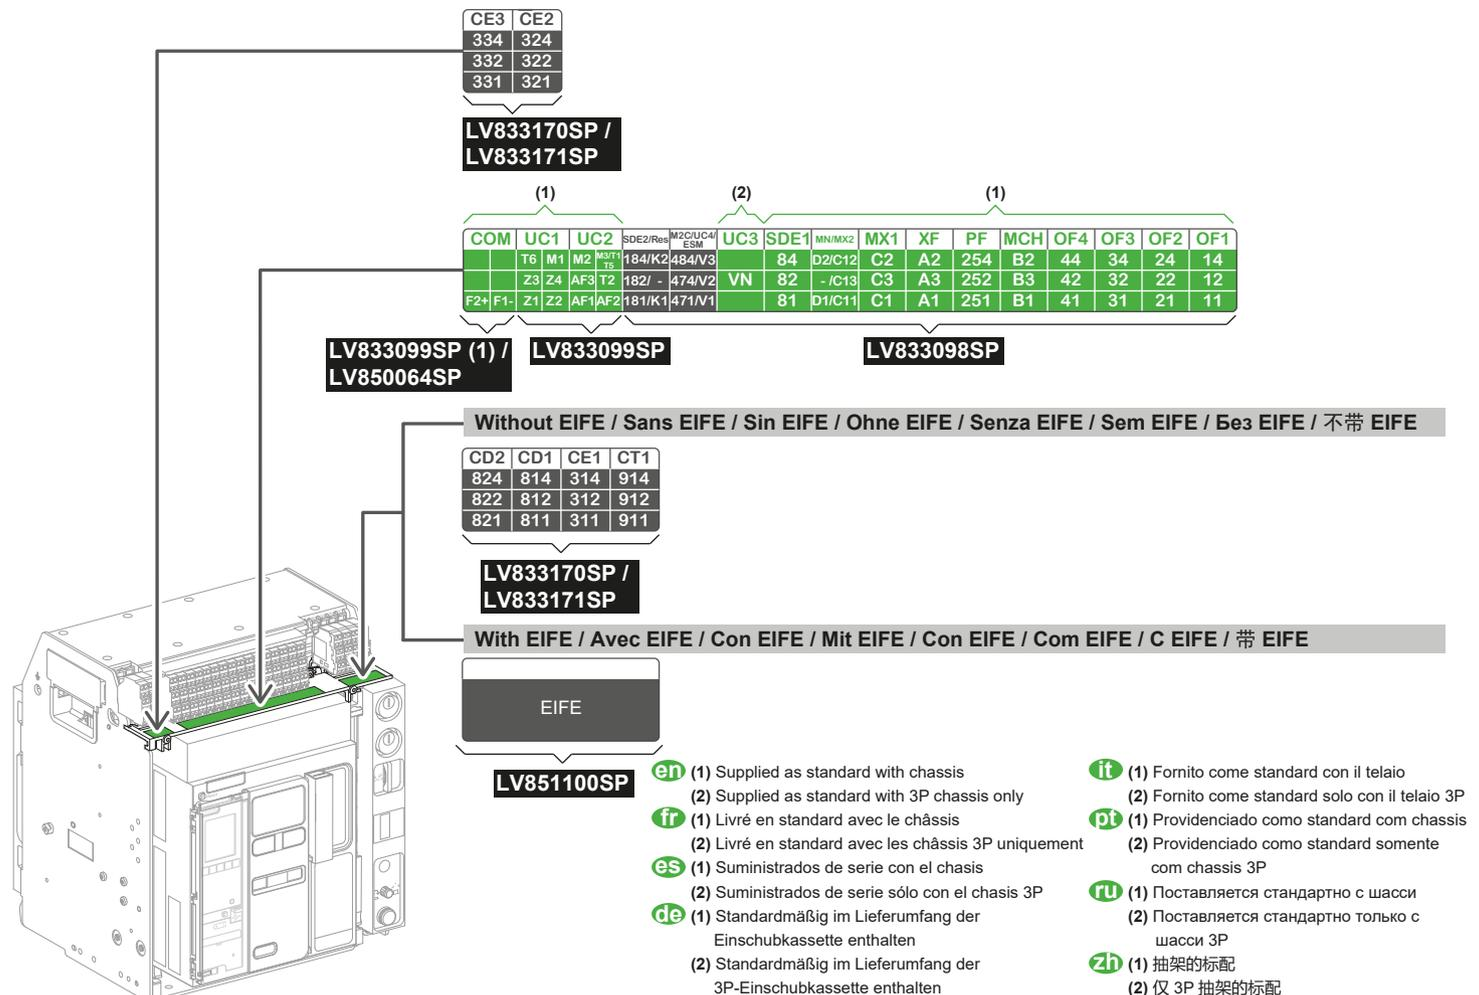 CE3 CE2
334 324
332 322
331 321
LV833170SP /
LV833171SP
(1) (2) (1)
COM UC1 UC2 SDE2/Res M2C/UC4/ESM UC3 SDE1 MN/MX2 MX1 XF PF MCH OF4 OF3 OF2 OF1
T6 M1 M2 M3/T1 T5 184/K2 484/V3 84 D2/C12 C2 A2 254 B2 44 34 24 14
Z3 Z4 AF3 T2 182/ - 474/V2 VN 82 - /C13 C3 A3 252 B3 42 32 22 12
F2+ F1- Z1 Z2 AF1 AF2 181/K1 471/V1 81 D1/C11 C1 A1 251 B1 41 31 21 11
LV833099SP (1) /
LV850064SP
LV833099SP
LV833098SP
Without EIFE / Sans EIFE / Sin EIFE / Ohne EIFE / Senza EIFE / Sem EIFE / Без EIFE / 不带 EIFE
CD2 CD1 CE1 CT1
824 814 314 914
822 812 312 912
821 811 311 911
LV833170SP /
LV833171SP
With EIFE / Avec EIFE / Con EIFE / Mit EIFE / Con EIFE / Com EIFE / С EIFE / 带 EIFE
EIFE
LV851100SP
en (1) Supplied as standard with chassis
(2) Supplied as standard with 3P chassis only
fr (1) Livré en standard avec le châssis
(2) Livré en standard avec les châssis 3P uniquement
es (1) Suministrados de serie con el chasis
(2) Suministrados de serie sólo con el chasis 3P
de (1) Standardmäßig im Lieferumfang der
Einschubkassette enthalten
(2) Standardmäßig im Lieferumfang der
3P-Einschubkassette enthalten
it (1) Fornito come standard con il telaio
(2) Fornito come standard solo con il telaio 3P
pt (1) Providenciado como standard com chassis
(2) Providenciado como standard somente
com chassis 3P
ru (1) Поставляется стандартно с шасси
(2) Поставляется стандартно только с
шасси 3P
zh (1) 抽架的标配
(2) 仅 3P 抽架的标配